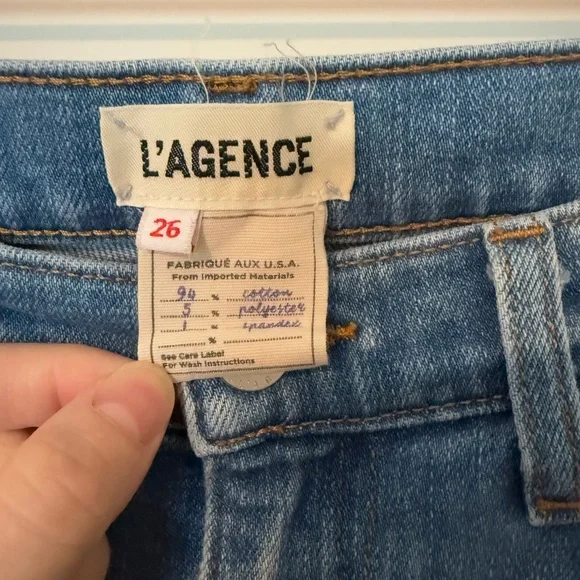 L'AGENCE
26
FABRIQUÉ AUX U.S.A.
From Imported Materials
94 % cotton
5 % polyester
1 % spandex
%
See Care Label
For Wash Instructions